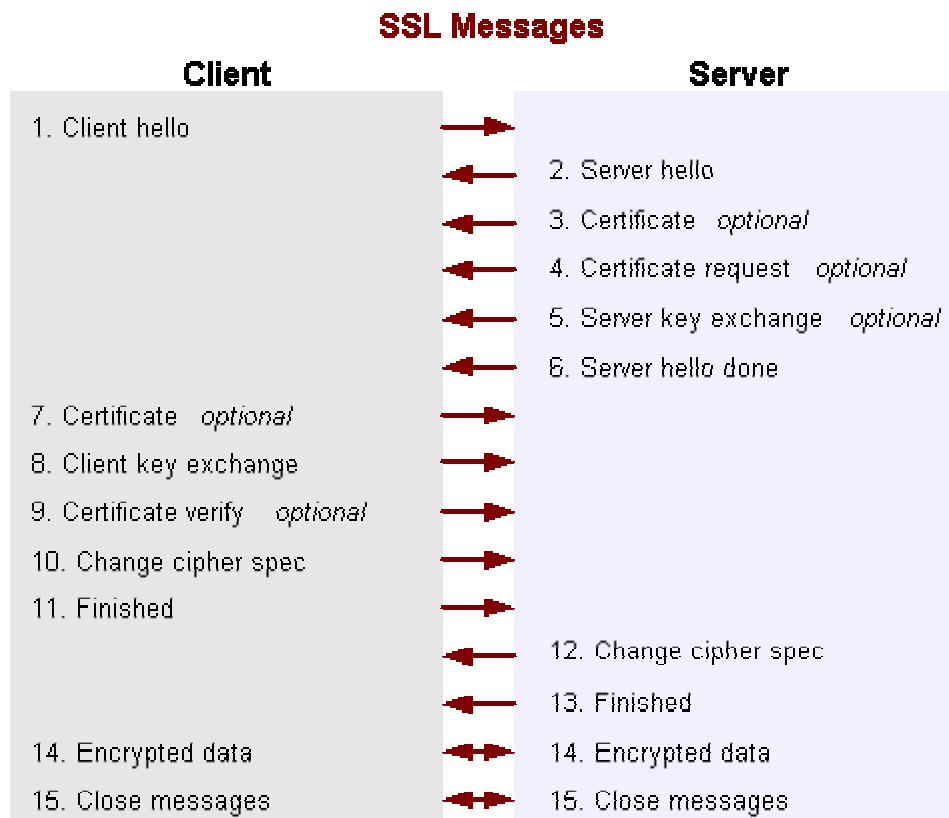 SSL Messages
Client Server
1. Client hello
2. Server hello
3. Certificate optional
4. Certificate request optional
5. Server key exchange optional
6. Server hello done
7. Certificate optional
8. Client key exchange
9. Certificate verify optional
10. Change cipher spec
11. Finished
12. Change cipher spec
13. Finished
14. Encrypted data 14. Encrypted data
15. Close messages 15. Close messages